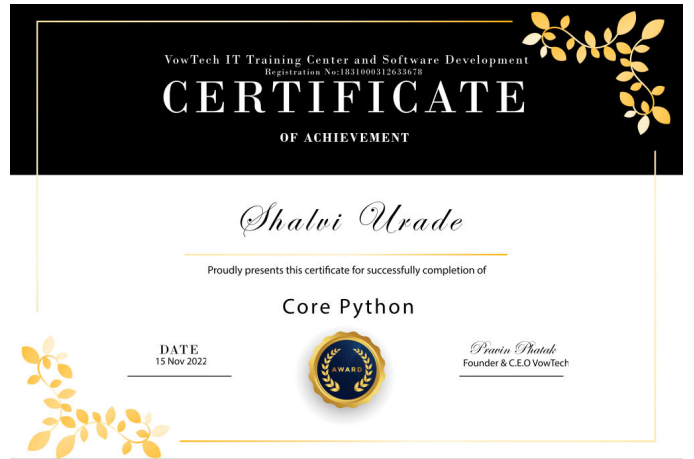 VowTech IT Training Center and Software Development
Registration No:1831000312633678
CERTIFICATE
OF ACHIEVEMENT
Shalvi Urade
Proudly presents this certificate for successfully completion of
Core Python
DATE
15 Nov 2022
AWARD
Pravin Phatak
Founder & C.E.O VowTech